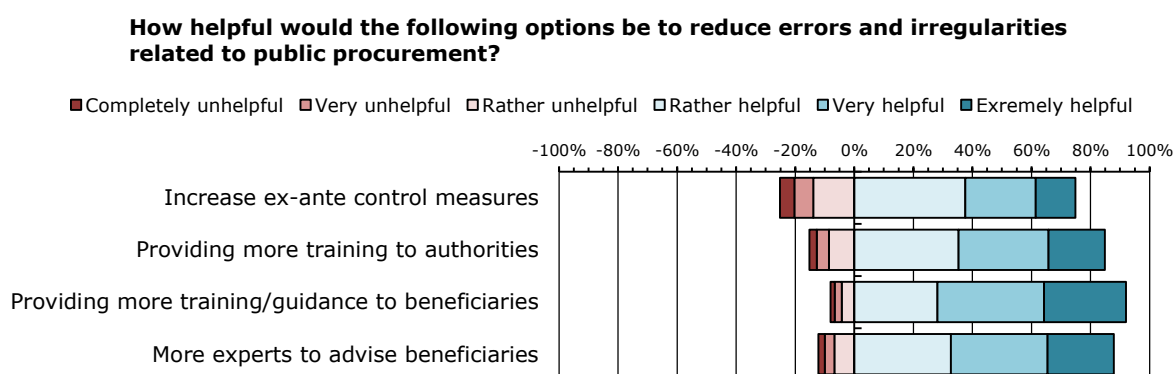 How helpful would the following options be to reduce errors and irregularities
related to public procurement?
Completely unhelpful Very unhelpful Rather unhelpful Rather helpful Very helpful Exremely helpful
-100% -80% -60% -40% -20% 0% 20% 40% 60% 80% 100%
Increase ex-ante control measures
Providing more training to authorities
Providing more training/guidance to beneficiaries
More experts to advise beneficiaries